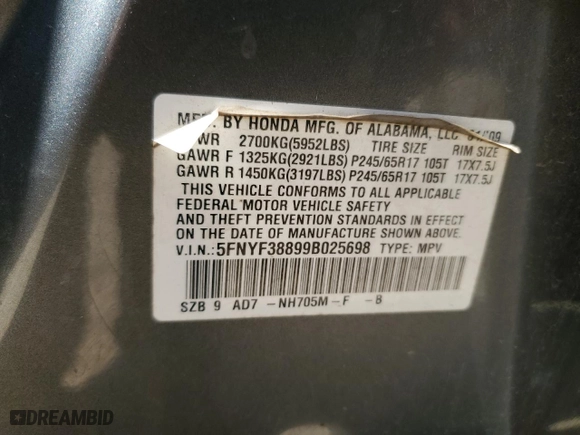 MFD. BY HONDA MFG. OF ALABAMA, LLC 01/09
GVWR 2700KG(5952LBS) TIRE SIZE RIM SIZE
GAWR F 1325KG(2921LBS) P245/65R17 105T 17X7.5J
GAWR R 1450KG(3197LBS) P245/65R17 105T 17X7.5J
THIS VEHICLE CONFORMS TO ALL APPLICABLE
FEDERAL MOTOR VEHICLE SAFETY
AND THEFT PREVENTION STANDARDS IN EFFECT
ON THE DATE OF MANUFACTURE SHOWN ABOVE.
V.I.N.:5FNYF38899B025698 TYPE: MPV
SZB 9 AD7 -NH705M-F -8
DREAMBID